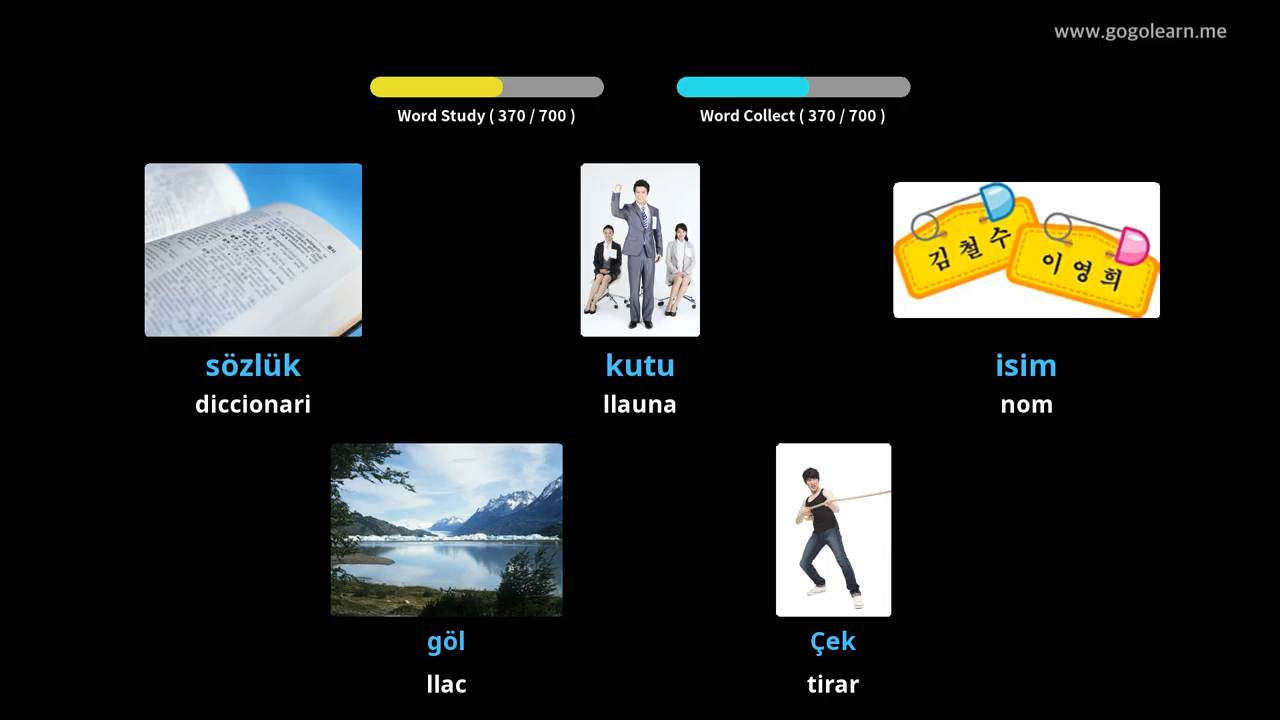 www.gogolearn.me
Word Study ( 370 / 700 )
Word Collect ( 370 / 700 )
김철수
이영희
sözlük
diccionari
kutu
llauna
isim
nom
göl
llac
Çek
tirar